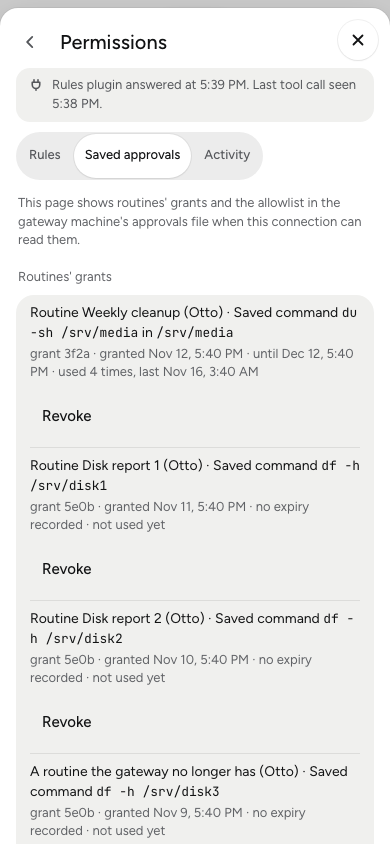 Permissions
Rules plugin answered at 5:39 PM. Last tool call seen
5:38 PM.
Rules
Saved approvals
Activity
This page shows routines' grants and the allowlist in the
gateway machine's approvals file when this connection can
read them.
Routines' grants
Routine Weekly cleanup (Otto) · Saved command du
-sh /srv/media in /srv/media
grant 3f2a · granted Nov 12, 5:40 PM · until Dec 12, 5:40
PM · used 4 times, last Nov 16, 3:40 AM
Revoke
Routine Disk report 1 (Otto) · Saved command df -h
/srv/disk1
grant 5e0b · granted Nov 11, 5:40 PM · no expiry
recorded · not used yet
Revoke
Routine Disk report 2 (Otto) · Saved command df -
h /srv/disk2
grant 5e0b · granted Nov 10, 5:40 PM · no expiry
recorded · not used yet
Revoke
A routine the gateway no longer has (Otto) · Saved
command df -h /srv/disk3
grant 5e0b · granted Nov 9, 5:40 PM · no expiry
recorded · not used yet